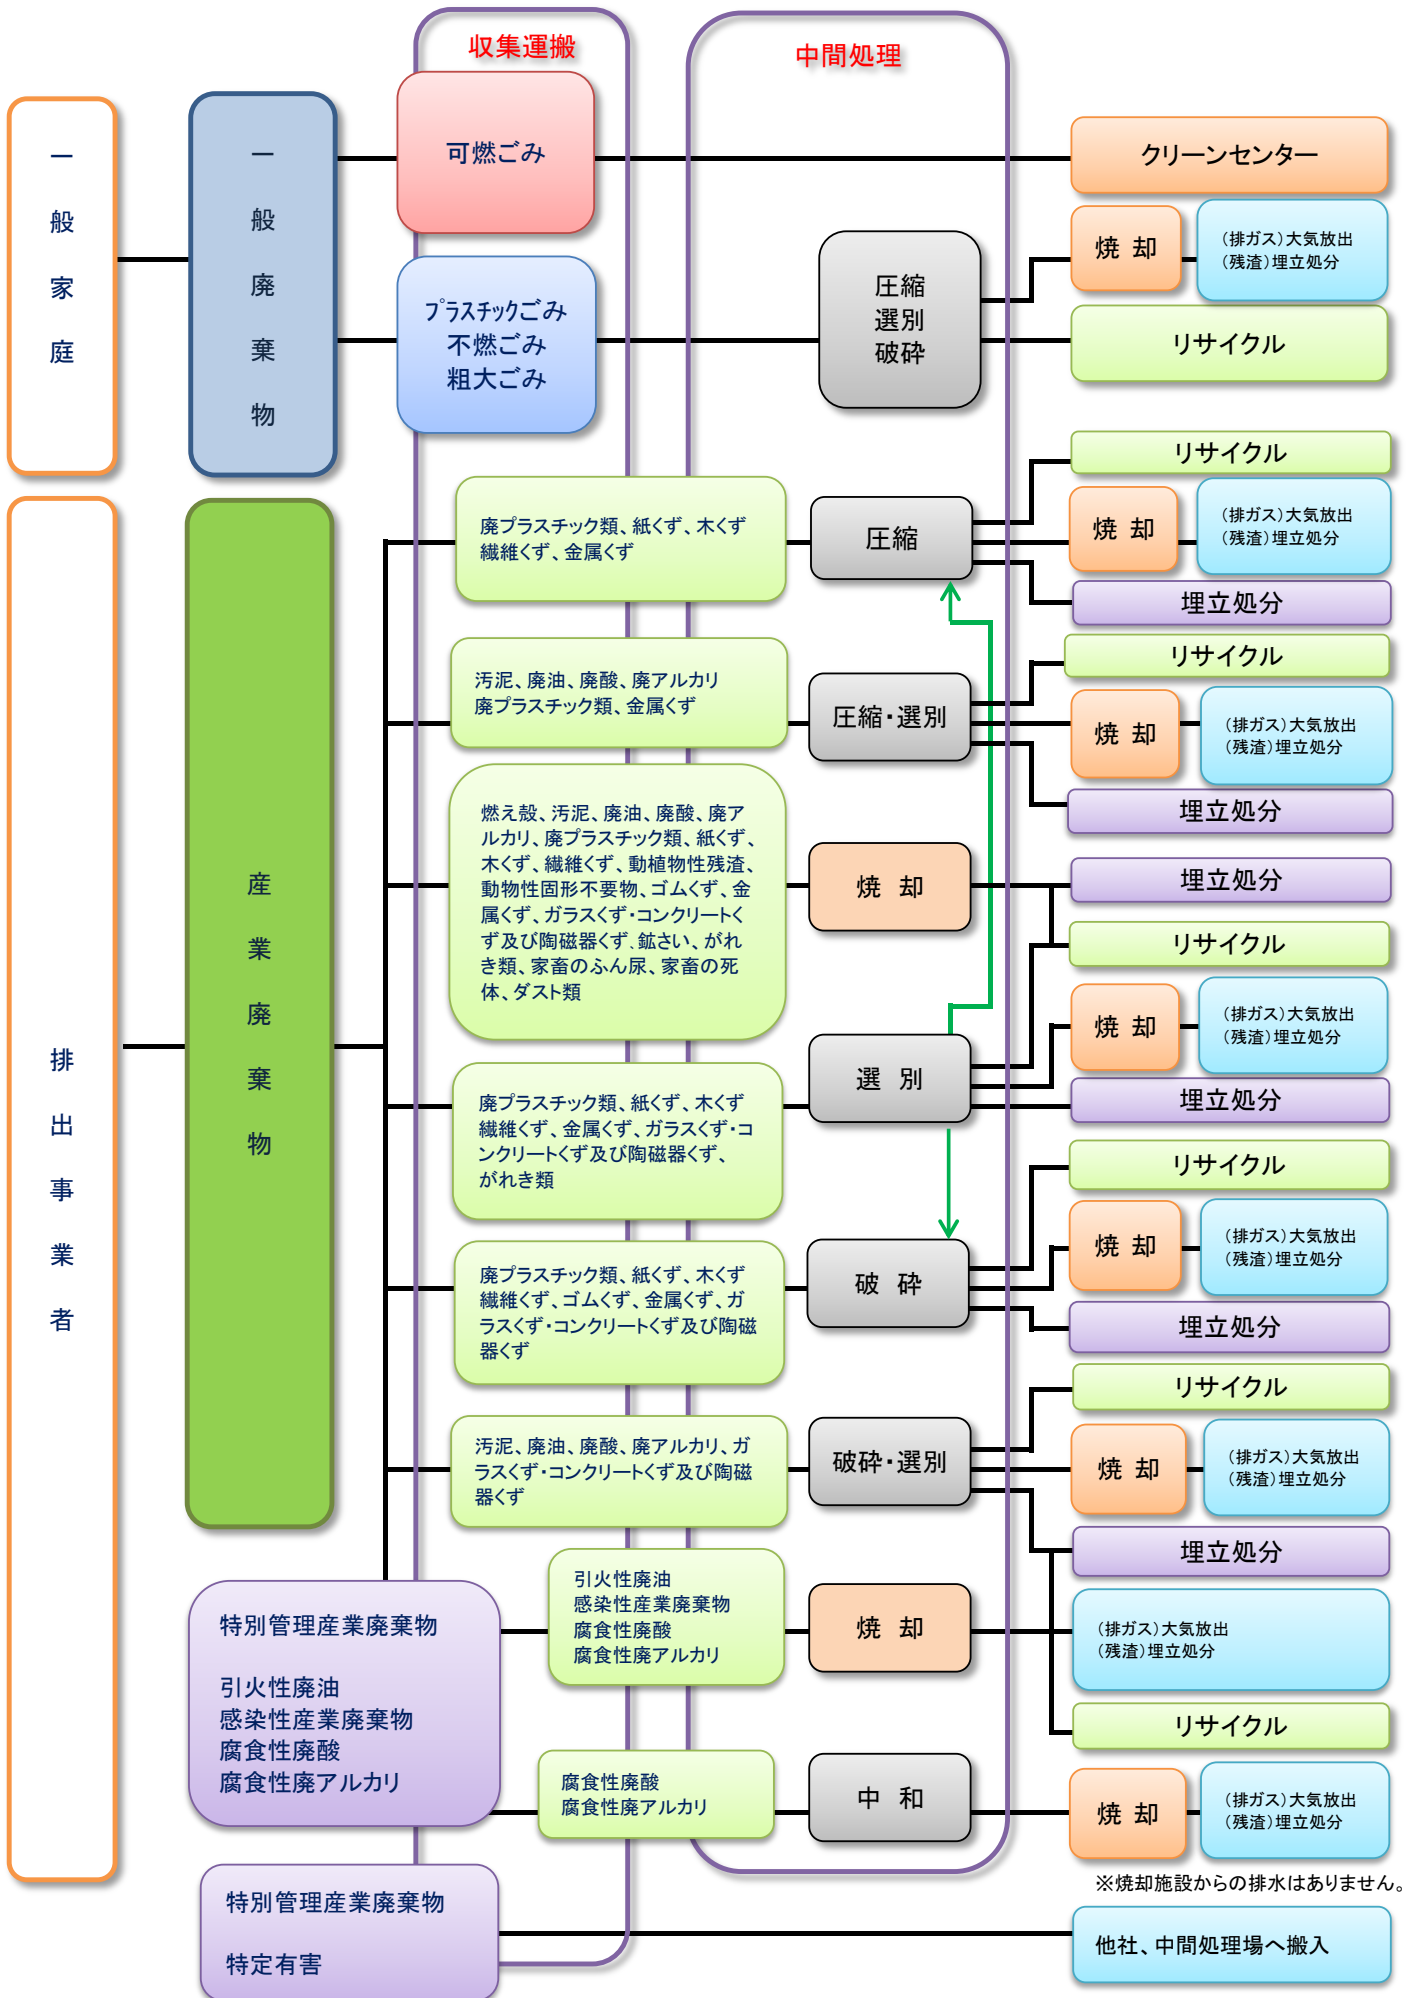 収集運搬
中間処理
一般家庭
一般廃棄物
可燃ごみ
クリーンセンター
プラスチックごみ
不燃ごみ
粗大ごみ
圧縮
選別
破砕
焼 却
（排ガス）大気放出
（残渣）埋立処分
リサイクル
排出事業者
産業廃棄物
廃プラスチック類、紙くず、木くず
繊維くず、金属くず
圧縮
リサイクル
焼 却
（排ガス）大気放出
（残渣）埋立処分
埋立処分
汚泥、廃油、廃酸、廃アルカリ
廃プラスチック類、金属くず
圧縮・選別
リサイクル
焼 却
（排ガス）大気放出
（残渣）埋立処分
埋立処分
燃え殻、汚泥、廃油、廃酸、廃ア
ルカリ、廃プラスチック類、紙くず、
木くず、繊維くず、動植物性残渣、
動物性固形不要物、ゴムくず、金
属くず、ガラスくず・コンクリートく
ず及び陶磁器くず、鉱さい、がれ
き類、家畜のふん尿、家畜の死
体、ダスト類
焼 却
埋立処分
リサイクル
廃プラスチック類、紙くず、木くず
繊維くず、金属くず、ガラスくず・コ
ンクリートくず及び陶磁器くず、
がれき類
選 別
焼 却
（排ガス）大気放出
（残渣）埋立処分
埋立処分
廃プラスチック類、紙くず、木くず
繊維くず、ゴムくず、金属くず、ガ
ラスくず・コンクリートくず及び陶磁
器くず
破 砕
リサイクル
焼 却
（排ガス）大気放出
（残渣）埋立処分
埋立処分
汚泥、廃油、廃酸、廃アルカリ、ガ
ラスくず・コンクリートくず及び陶磁
器くず
破砕・選別
リサイクル
焼 却
（排ガス）大気放出
（残渣）埋立処分
埋立処分
特別管理産業廃棄物
引火性廃油
感染性産業廃棄物
腐食性廃酸
腐食性廃アルカリ
引火性廃油
感染性産業廃棄物
腐食性廃酸
腐食性廃アルカリ
焼 却
（排ガス）大気放出
（残渣）埋立処分
リサイクル
腐食性廃酸
腐食性廃アルカリ
中 和
焼 却
（排ガス）大気放出
（残渣）埋立処分
※焼却施設からの排水はありません。
特別管理産業廃棄物
特定有害
他社、中間処理場へ搬入